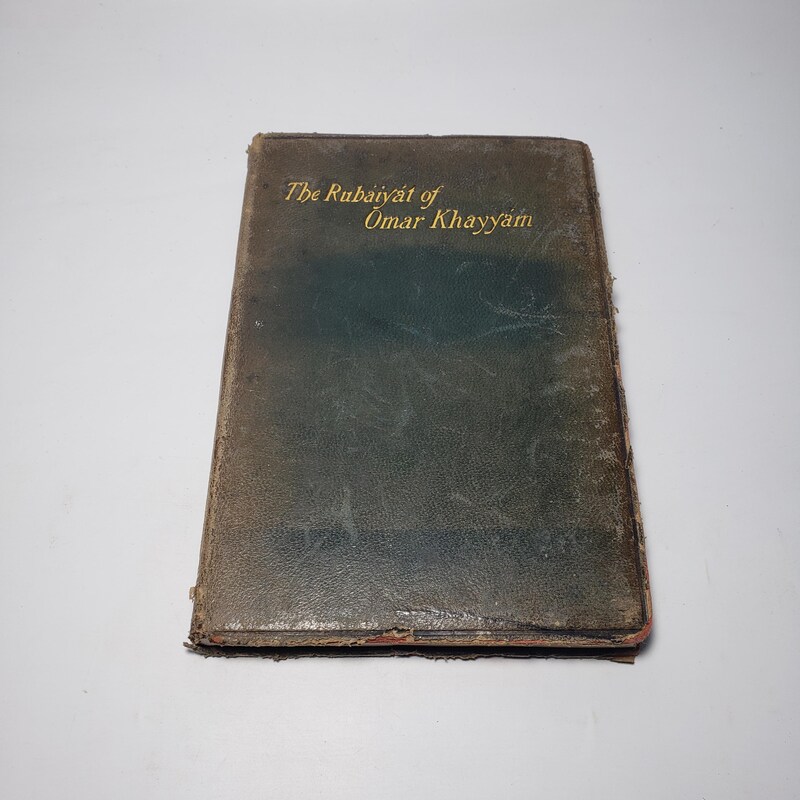 The Rubáiyát of
Omar Khayyám